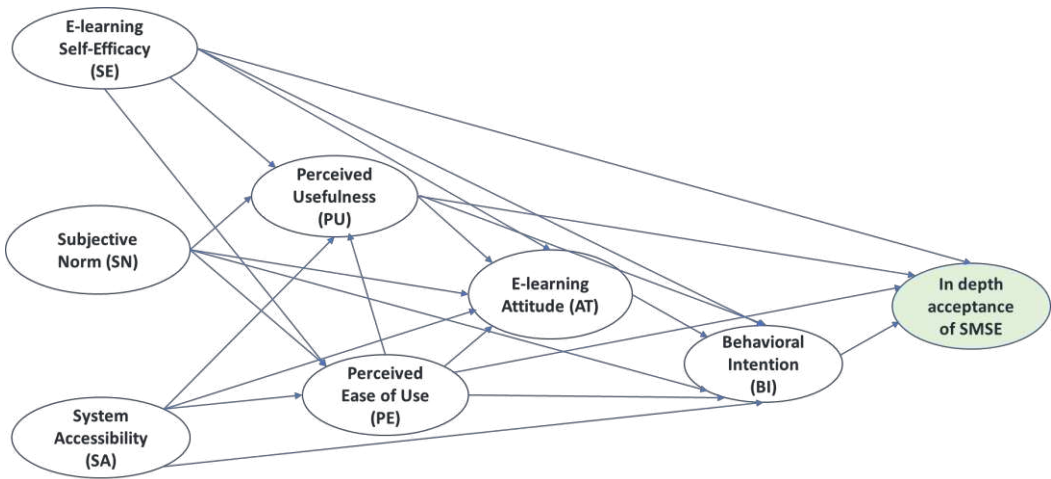 E-learning
Self-Efficacy
(SE)
Perceived
Usefulness
(PU)
Subjective
Norm (SN)
E-learning
Attitude (AT)
In depth
acceptance
of SMSE
Behavioral
Intention
(BI)
Perceived
Ease of Use
(PE)
System
Accessibility
(SA)